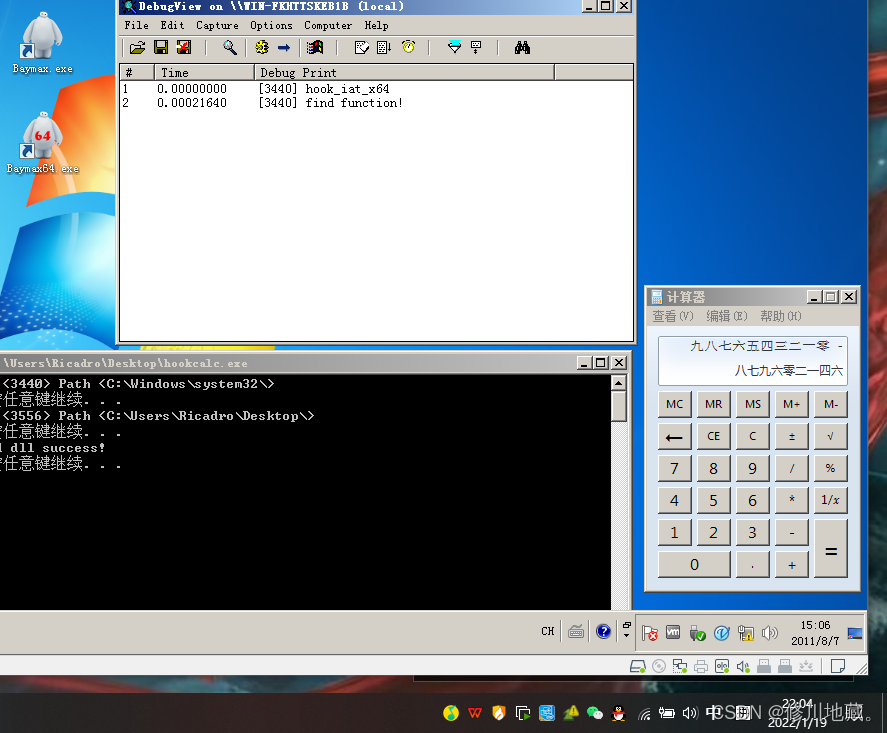 DebugView on \\WIN-FKHTTSKEB1B (local)
File Edit Capture Options Computer Help
# Time Debug Print
1 0.00000000 [3440] hook_iat_x64
2 0.00021640 [3440] find function!
Baymax.exe
64
Baymax64.exe
\Users\Ricadro\Desktop\hookcalc.exe
<3440> Path <C:\Windows\system32\>
任意键继续. . .
<3556> Path <C:\Users\Ricadro\Desktop\>
任意键继续. . .
dll success!
按任意键继续. . .
计算器
查看(V) 编辑(E) 帮助(H)
九八七六五四三二一零 -
八七九六零二一四六
MC MR MS M+ M-
← CE C ± √
7 8 9 / %
4 5 6 * 1/x
1 2 3 - =
0 . +
CH
15:06
2011/8/7
中 拼
22:04
2022/1/19
CSDN @修川地藏。